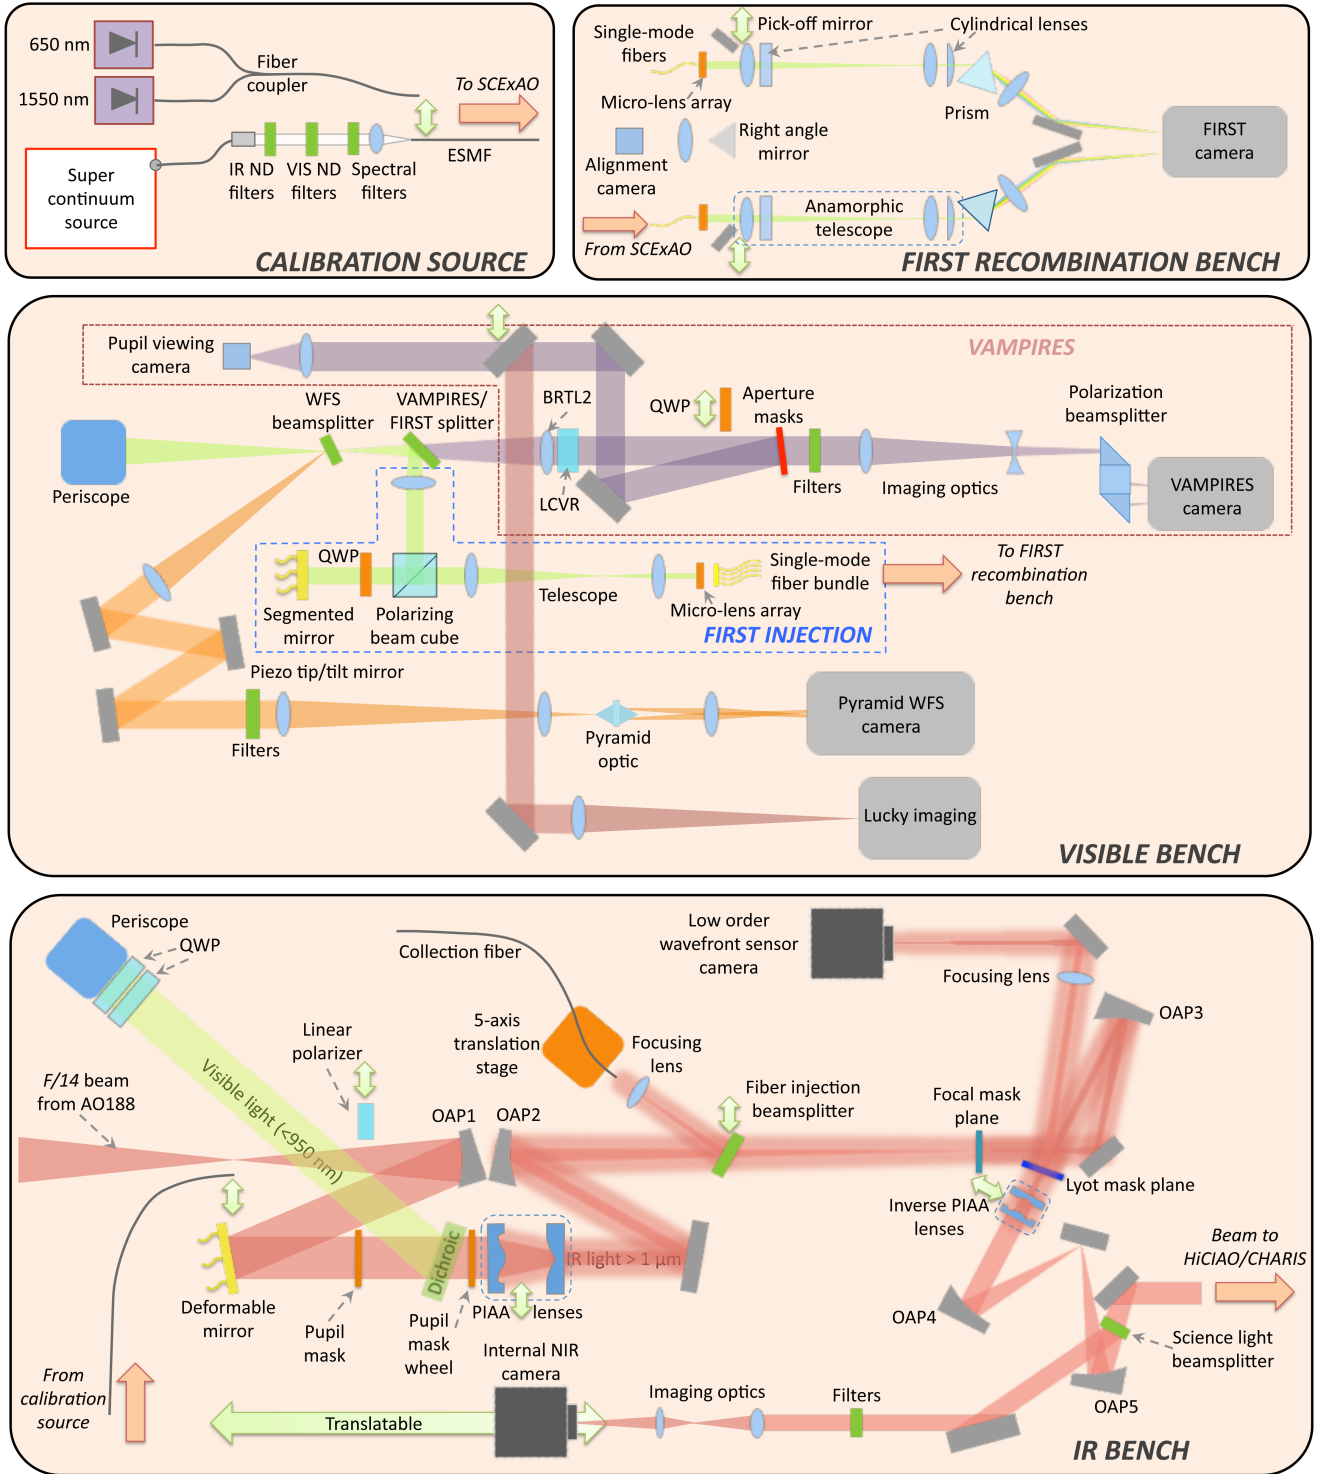 650 nm
1550 nm
Fiber
coupler
To SCExAO
ESMF
IR ND
filters
VIS ND
filters
Spectral
filters
Super
continuum
source
CALIBRATION SOURCE
Single-mode
fibers
Pick-off mirror
Cylindrical lenses
Micro-lens array
Prism
Right angle
mirror
Alignment
camera
FIRST
camera
Anamorphic
telescope
From SCExAO
FIRST RECOMBINATION BENCH
Pupil viewing
camera
VAMPIRES
WFS
beamsplitter
VAMPIRES/
FIRST splitter
BRTL2
QWP
Aperture
masks
Polarization
beamsplitter
Periscope
LCVR
Filters
Imaging optics
VAMPIRES
camera
QWP
Segmented
mirror
Polarizing
beam cube
Telescope
Single-mode
fiber bundle
Micro-lens array
FIRST INJECTION
To FIRST
recombination
bench
Piezo tip/tilt mirror
Filters
Pyramid
optic
Pyramid WFS
camera
Lucky imaging
VISIBLE BENCH
Periscope
QWP
Collection fiber
Low order
wavefront sensor
camera
Focusing lens
OAP3
Linear
polarizer
5-axis
translation
stage
Focusing
lens
F/14 beam
from AO188
Visible light (<950 nm)
OAP1
OAP2
Fiber injection
beamsplitter
Focal mask
plane
Lyot mask plane
Inverse PIAA
lenses
Dichroic
IR light > 1 μm
Beam to
HiCIAO/CHARIS
Deformable
mirror
Pupil
mask
Pupil
mask
wheel
PIAA lenses
OAP4
Science light
beamsplitter
Internal NIR
camera
From
calibration
source
Translatable
Imaging optics
Filters
OAP5
IR BENCH